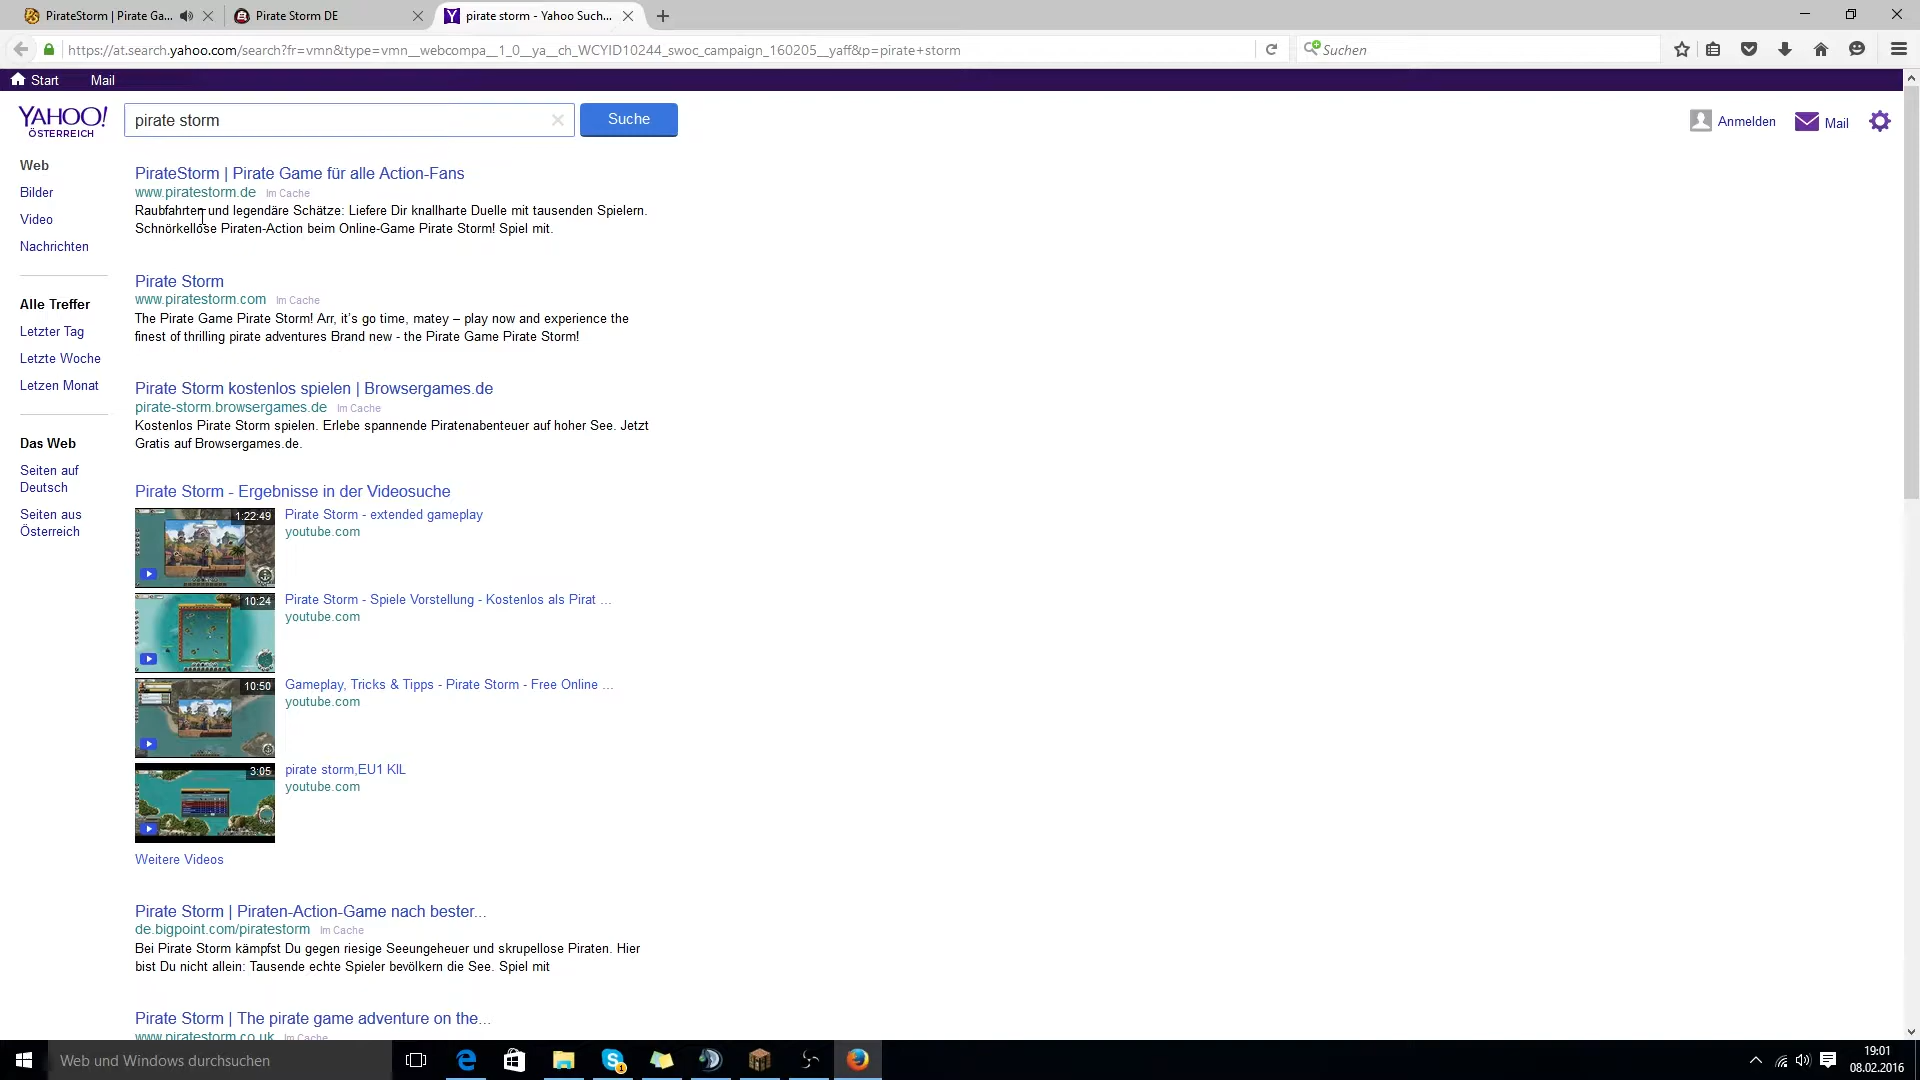 PirateStorm | Pirate Ga...
Pirate Storm DE
pirate storm - Yahoo Such...
https://at.search.yahoo.com/search?fr=vmn&type=vmn__webcompa__1_0__ya__ch_WCYID10244_swoc_campaign_160205__yaff&p=pirate+storm
Suchen
Start
Mail
YAHOO!
ÖSTERREICH
pirate storm
Suche
Anmelden
Mail
Web
Bilder
Video
Nachrichten
Alle Treffer
Letzter Tag
Letzte Woche
Letzen Monat
Das Web
Seiten auf
Deutsch
Seiten aus
Österreich
PirateStorm | Pirate Game für alle Action-Fans
www.piratestorm.de Im Cache
Raubfahrten und legendäre Schätze: Liefere Dir knallharte Duelle mit tausenden Spielern.
Schnörkellose Piraten-Action beim Online-Game Pirate Storm! Spiel mit.
Pirate Storm
www.piratestorm.com Im Cache
The Pirate Game Pirate Storm! Arr, it's go time, matey – play now and experience the
finest of thrilling pirate adventures Brand new - the Pirate Game Pirate Storm!
Pirate Storm kostenlos spielen | Browsergames.de
pirate-storm.browsergames.de Im Cache
Kostenlos Pirate Storm spielen. Erlebe spannende Piratenabenteuer auf hoher See. Jetzt
Gratis auf Browsergames.de.
Pirate Storm - Ergebnisse in der Videosuche
1:22:49
Pirate Storm - extended gameplay
youtube.com
10:24
Pirate Storm - Spiele Vorstellung - Kostenlos als Pirat ...
youtube.com
10:50
Gameplay, Tricks & Tipps - Pirate Storm - Free Online ...
youtube.com
3:05
pirate storm,EU1 KIL
youtube.com
Weitere Videos
Pirate Storm | Piraten-Action-Game nach bester...
de.bigpoint.com/piratestorm Im Cache
Bei Pirate Storm kämpfst Du gegen riesige Seeungeheuer und skrupellose Piraten. Hier
bist Du nicht allein: Tausende echte Spieler bevölkern die See. Spiel mit
Pirate Storm | The pirate game adventure on the...
www.piratestorm.co.uk Im Cache
Web und Windows durchsuchen
19:01
08.02.2016